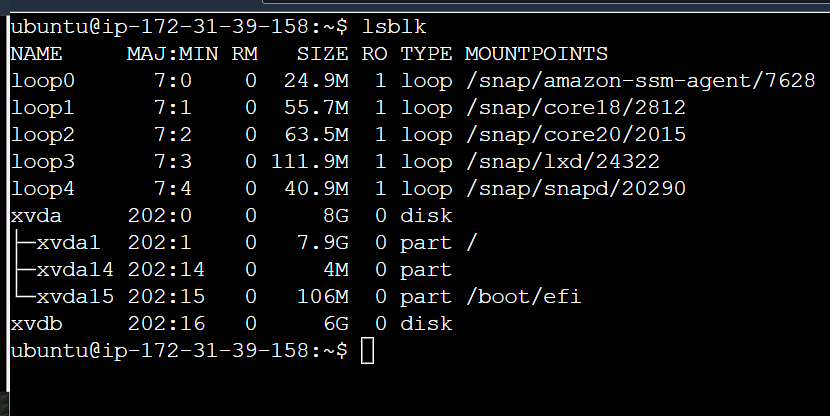 ubuntu@ip-172-31-39-158:~$ lsblk
NAME     MAJ:MIN RM   SIZE RO TYPE MOUNTPOINTS
loop0      7:0    0  24.9M  1 loop /snap/amazon-ssm-agent/7628
loop1      7:1    0  55.7M  1 loop /snap/core18/2812
loop2      7:2    0  63.5M  1 loop /snap/core20/2015
loop3      7:3    0 111.9M  1 loop /snap/lxd/24322
loop4      7:4    0  40.9M  1 loop /snap/snapd/20290
xvda     202:0    0     8G  0 disk
├─xvda1  202:1    0   7.9G  0 part /
├─xvda14 202:14   0     4M  0 part
└─xvda15 202:15   0   106M  0 part /boot/efi
xvdb     202:16   0     6G  0 disk
ubuntu@ip-172-31-39-158:~$